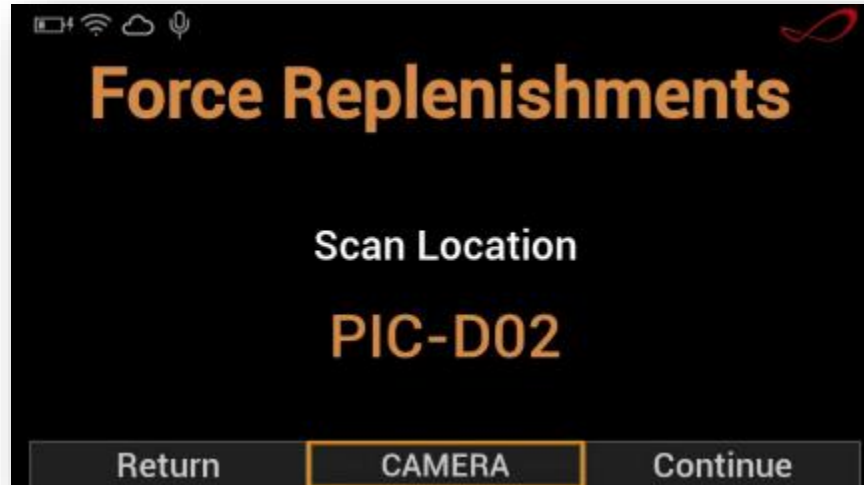 Force Replenishments
Scan Location
PIC-D02
Return CAMERA Continue